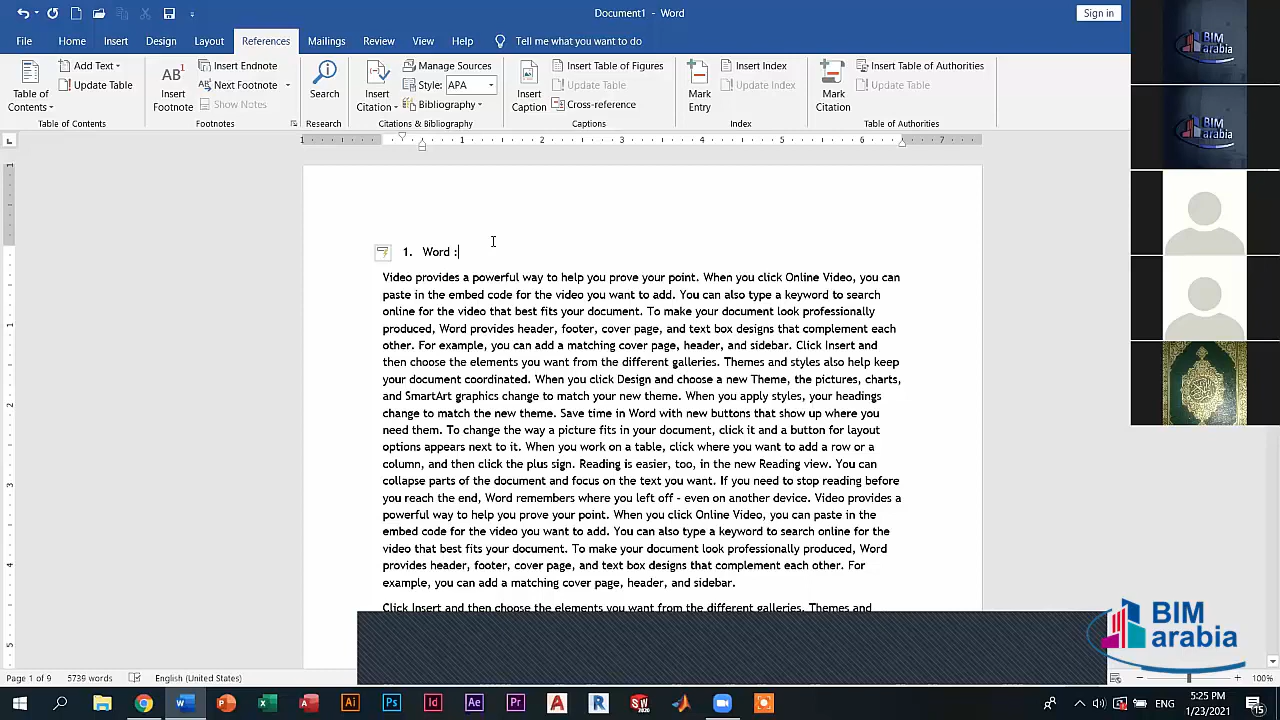 Document1 - Word
Sign in
File Home Insert Design Layout References Mailings Review View Help Tell me what you want to do
Table of Contents
Add Text
Update Table
Table of Contents
AB1
Insert Footnote
Insert Endnote
Next Footnote
Show Notes
Footnotes
Search
Research
Insert Citation
Manage Sources
Style: APA
Bibliography
Citations & Bibliography
Insert Caption
Insert Table of Figures
Update Table
Cross-reference
Captions
Mark Entry
Insert Index
Update Index
Index
Mark Citation
Insert Table of Authorities
Update Table
Table of Authorities
1 1 2 3 4 5 6 7
1. Word :
Video provides a powerful way to help you prove your point. When you click Online Video, you can
paste in the embed code for the video you want to add. You can also type a keyword to search
online for the video that best fits your document. To make your document look professionally
produced, Word provides header, footer, cover page, and text box designs that complement each
other. For example, you can add a matching cover page, header, and sidebar. Click Insert and
then choose the elements you want from the different galleries. Themes and styles also help keep
your document coordinated. When you click Design and choose a new Theme, the pictures, charts,
and SmartArt graphics change to match your new theme. When you apply styles, your headings
change to match the new theme. Save time in Word with new buttons that show up where you
need them. To change the way a picture fits in your document, click it and a button for layout
options appears next to it. When you work on a table, click where you want to add a row or a
column, and then click the plus sign. Reading is easier, too, in the new Reading view. You can
collapse parts of the document and focus on the text you want. If you need to stop reading before
you reach the end, Word remembers where you left off – even on another device. Video provides a
powerful way to help you prove your point. When you click Online Video, you can paste in the
embed code for the video you want to add. You can also type a keyword to search online for the
video that best fits your document. To make your document look professionally produced, Word
provides header, footer, cover page, and text box designs that complement each other. For
example, you can add a matching cover page, header, and sidebar.
Click Insert and then choose the elements you want from the different galleries. Themes and
BIM arabia
BIM arabia
BIM
arabia
Page 1 of 9 5739 words English (United States) 100%
5:25 PM
ENG
1/23/2021
15